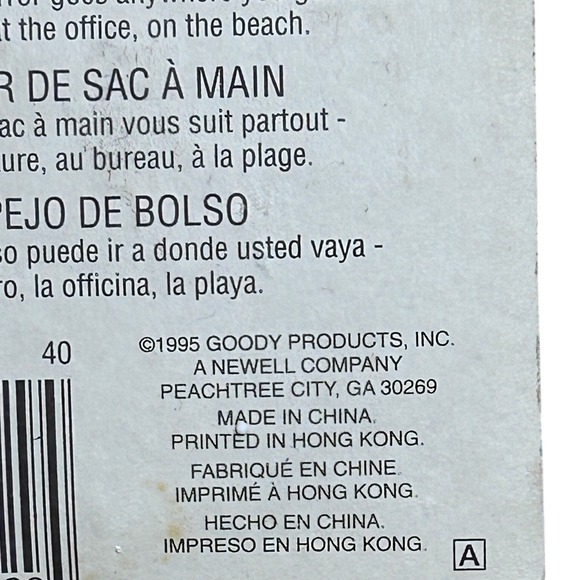 t the office, on the beach.
R DE SAC À MAIN
ac à main vous suit partout -
ure, au bureau, à la plage.
PEJO DE BOLSO
so puede ir a donde usted vaya -
ro, la officina, la playa.
40
©1995 GOODY PRODUCTS, INC.
A NEWELL COMPANY
PEACHTREE CITY, GA 30269
MADE IN CHINA.
PRINTED IN HONG KONG.
FABRIQUÉ EN CHINE.
IMPRIMÉ À HONG KONG.
HECHO EN CHINA.
IMPRESO EN HONG KONG.
A